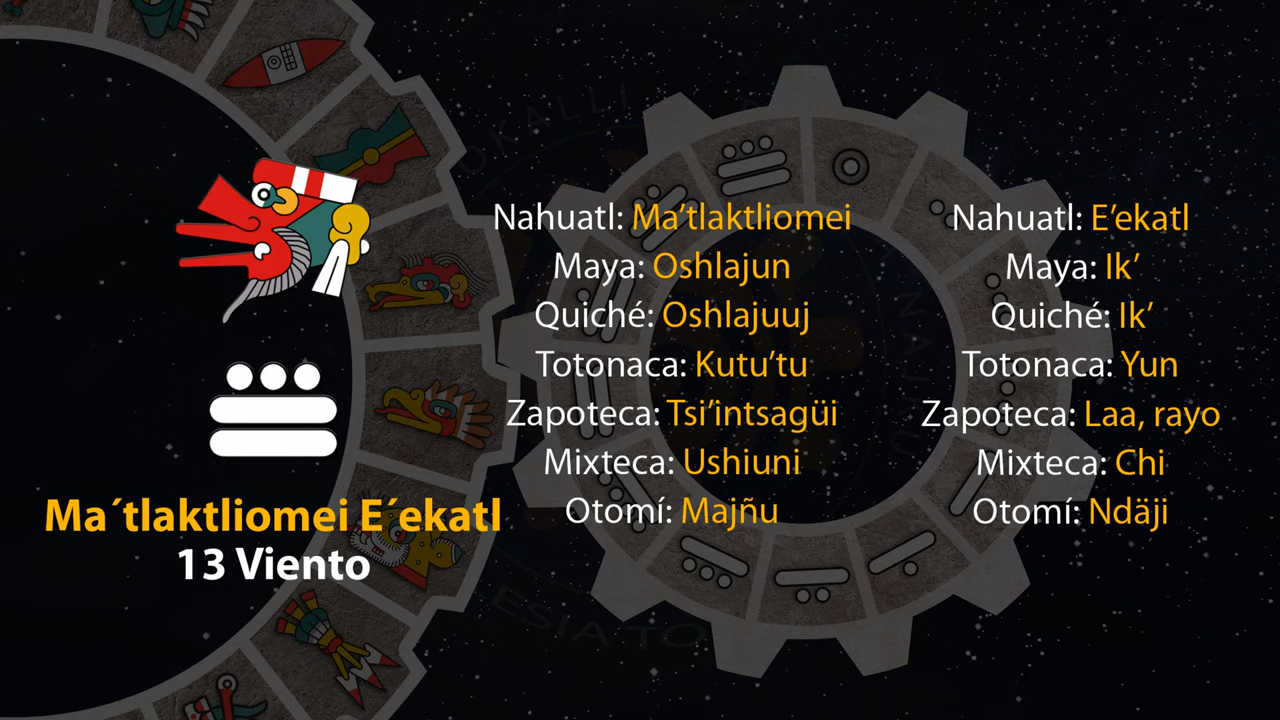 Nahuatl: Ma’tlaktliomei
Maya: Oshlajun
Quiché: Oshlajuuj
Totonaca: Kutu’tu
Zapoteca: Tsi’intsagüi
Mixteca: Ushiuni
Otomí: Majñu
Nahuatl: E’ekatl
Maya: Ik’
Quiché: Ik’
Totonaca: Yun
Zapoteca: Laa, rayo
Mixteca: Chi
Otomí: Ndäji
Ma´tlaktliomei E´ekatl
13 Viento